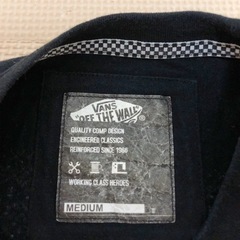 VANS
"OFF THE WALL"
QUALITY COMP DESIGN
ENGINEERED CLASSICS
REINFORCED SINCE 1966
WORKING CLASS HEROES
MEDIUM